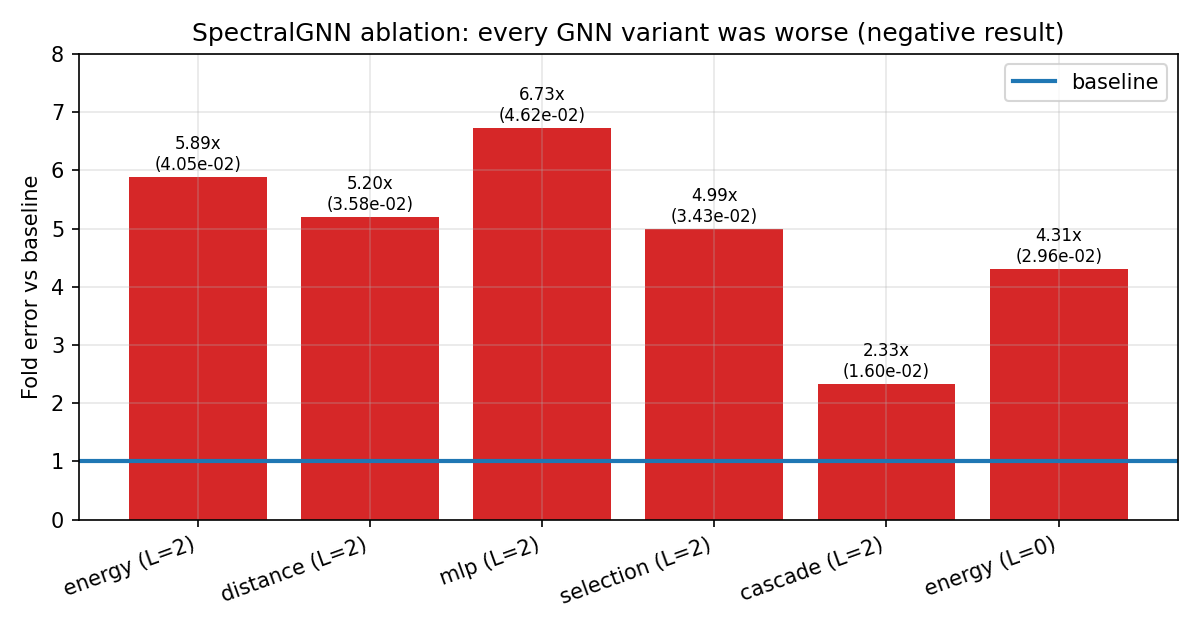 SpectralGNN ablation: every GNN variant was worse (negative result)
baseline
Fold error vs baseline
8
7
6
5
4
3
2
1
0
5.89x
(4.05e-02)
5.20x
(3.58e-02)
6.73x
(4.62e-02)
4.99x
(3.43e-02)
2.33x
(1.60e-02)
4.31x
(2.96e-02)
energy (L=2)
distance (L=2)
mlp (L=2)
selection (L=2)
cascade (L=2)
energy (L=0)